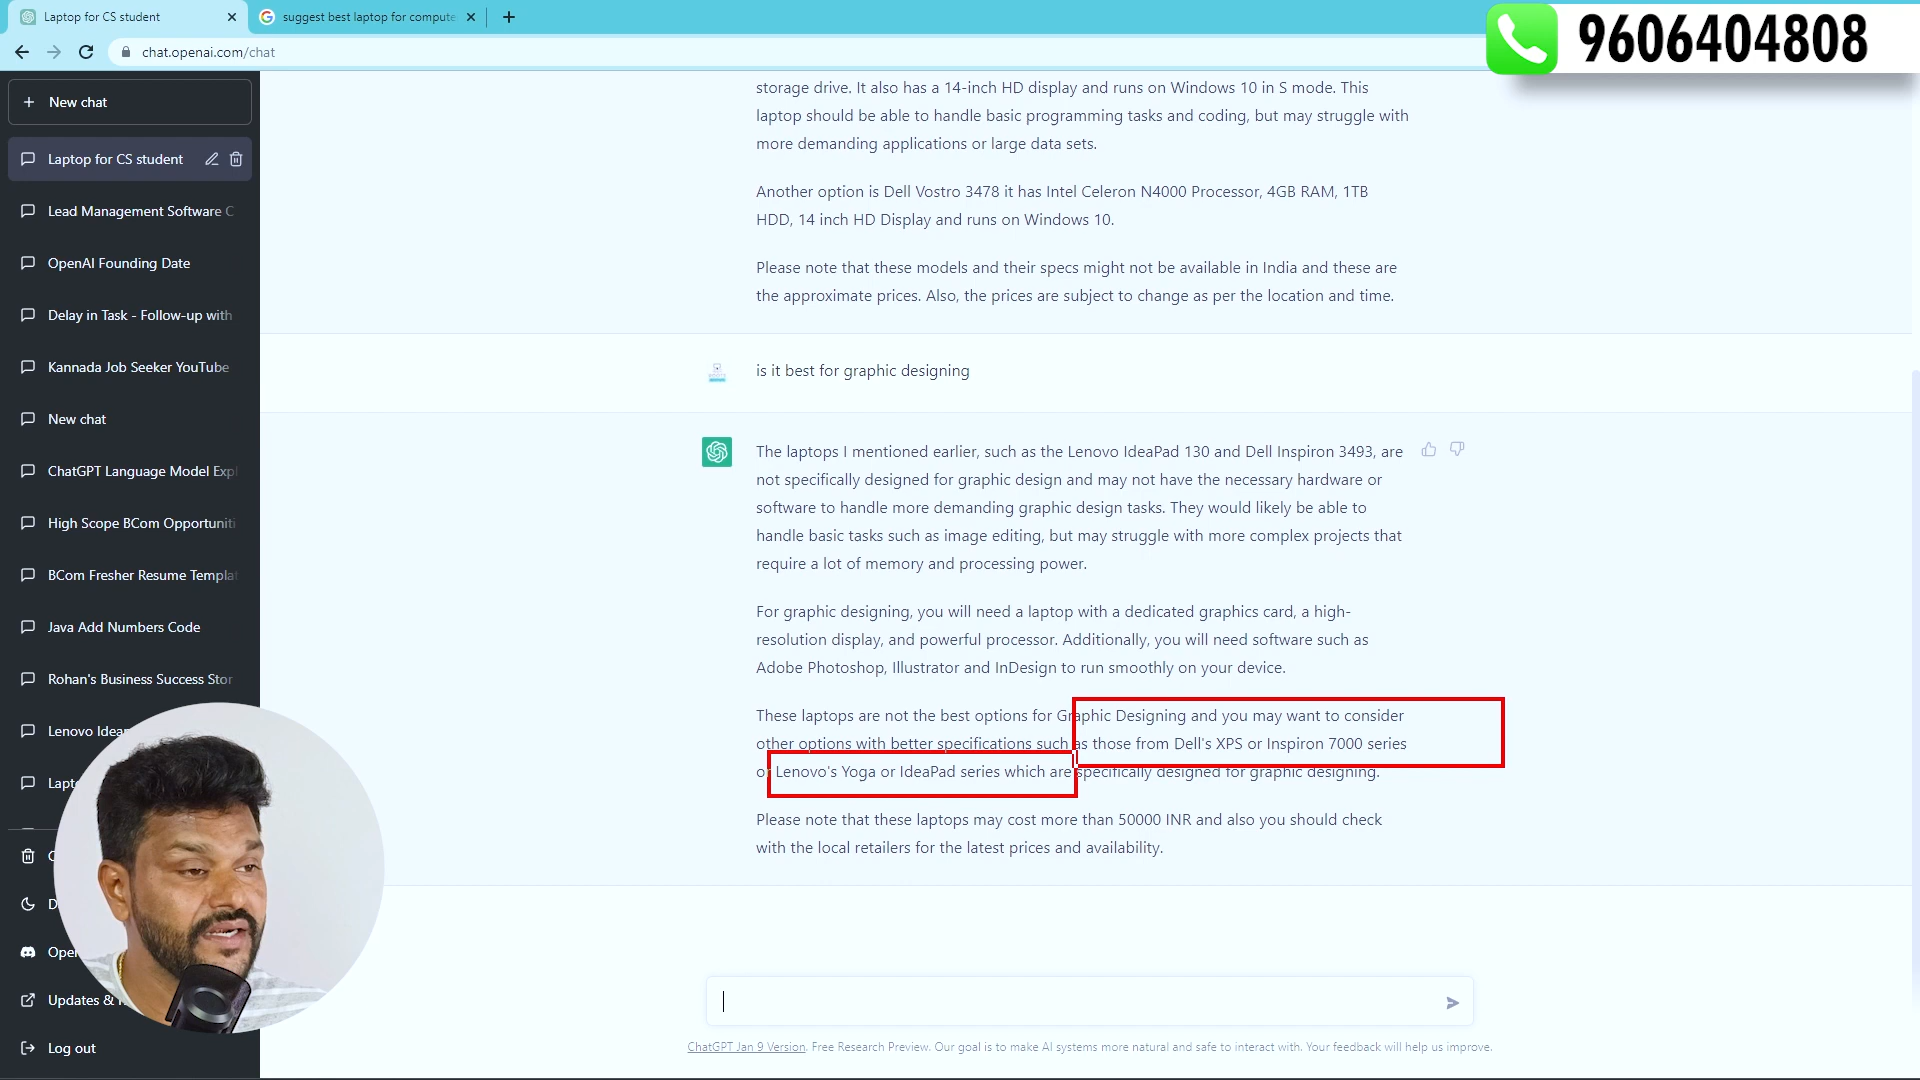 Laptop for CS student
suggest best laptop for compute
9606404808
chat.openai.com/chat
New chat
Laptop for CS student
Lead Management Software C
OpenAI Founding Date
Delay in Task - Follow-up with
Kannada Job Seeker YouTube
New chat
ChatGPT Language Model Exp
High Scope BCom Opportuniti
BCom Fresher Resume Templat
Java Add Numbers Code
Rohan's Business Success Stor
Lenovo Idea
Lapt
Open
Updates &
Log out
storage drive. It also has a 14-inch HD display and runs on Windows 10 in S mode. This
laptop should be able to handle basic programming tasks and coding, but may struggle with
more demanding applications or large data sets.
Another option is Dell Vostro 3478 it has Intel Celeron N4000 Processor, 4GB RAM, 1TB
HDD, 14 inch HD Display and runs on Windows 10.
Please note that these models and their specs might not be available in India and these are
the approximate prices. Also, the prices are subject to change as per the location and time.
is it best for graphic designing
The laptops I mentioned earlier, such as the Lenovo IdeaPad 130 and Dell Inspiron 3493, are
not specifically designed for graphic design and may not have the necessary hardware or
software to handle more demanding graphic design tasks. They would likely be able to
handle basic tasks such as image editing, but may struggle with more complex projects that
require a lot of memory and processing power.
For graphic designing, you will need a laptop with a dedicated graphics card, a high-
resolution display, and powerful processor. Additionally, you will need software such as
Adobe Photoshop, Illustrator and InDesign to run smoothly on your device.
These laptops are not the best options for Graphic Designing and you may want to consider
other options with better specifications such as those from Dell's XPS or Inspiron 7000 series
or Lenovo's Yoga or IdeaPad series which are specifically designed for graphic designing.
Please note that these laptops may cost more than 50000 INR and also you should check
with the local retailers for the latest prices and availability.
ChatGPT Jan 9 Version. Free Research Preview. Our goal is to make AI systems more natural and safe to interact with. Your feedback will help us improve.